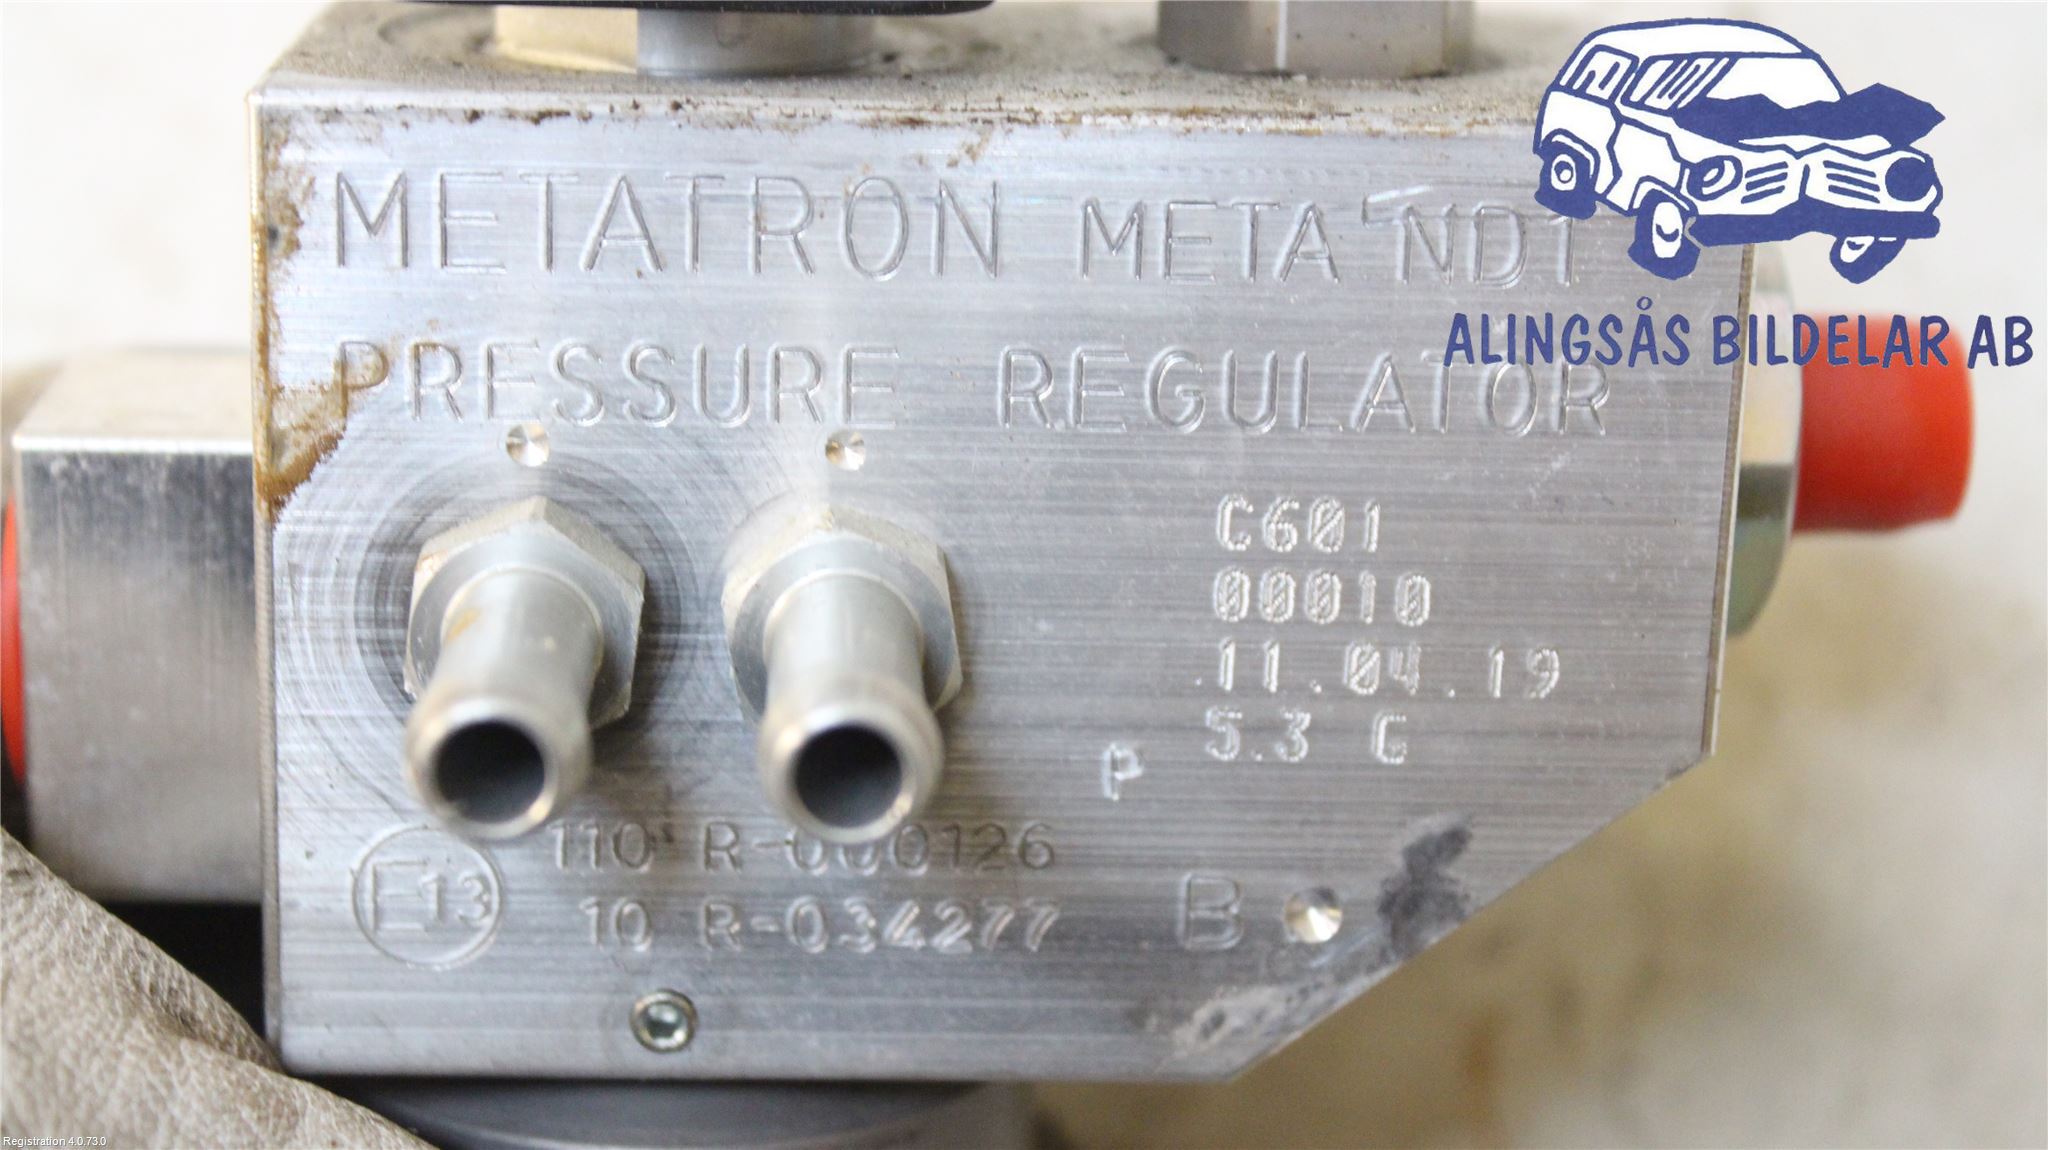 METATRON META ND1
PRESSURE REGULATOR
C601
00010
11.04.19
5.3 G
P
E13
110 R-000126
10 R-034277
B
ALINGSÅS BILDELAR AB
Registration 4.0.73.0